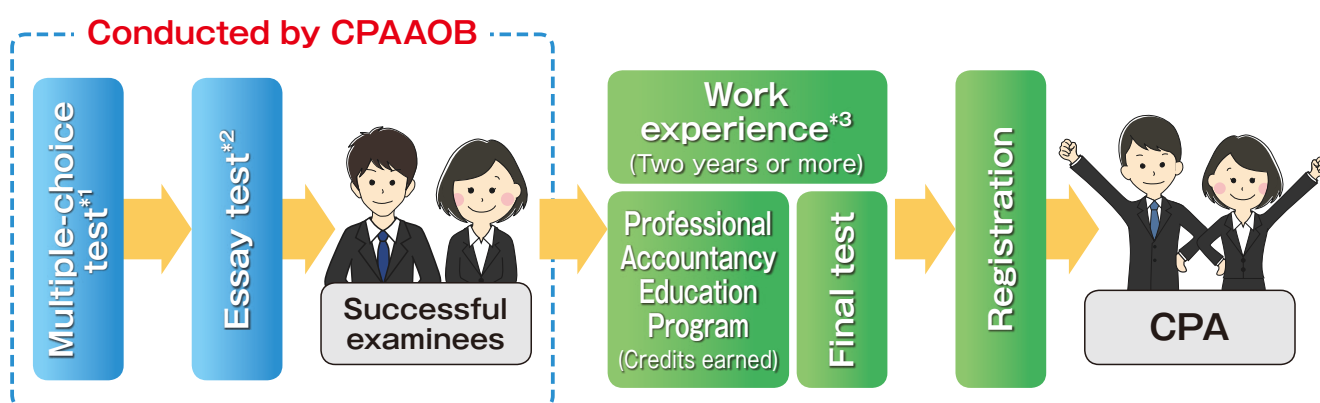 Conducted by CPAAOB
Multiple-choice
test*1
Essay test*2
Successful
examinees
Work
experience*3
(Two years or more)
Professional
Accountancy
Education
Program
(Credits earned)
Final test
Registration
CPA